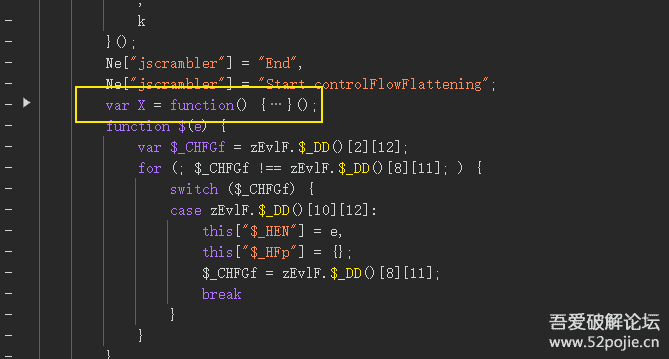 ,
k
}();
Ne["jscrambler"] = "End",
Ne["jscrambler"] = "Start controlFlowFlattening";
var X = function() {…}();
function $(e) {
var $_CHFGf = zEvlF.$_DD()[2][12];
for (; $_CHFGf !== zEvlF.$_DD()[8][11]; ) {
switch ($_CHFGf) {
case zEvlF.$_DD()[10][12]:
this["$_HEN"] = e,
this["$_HFp"] = {};
$_CHFGf = zEvlF.$_DD()[8][11];
break
}
}
}
吾爱破解论坛
www.52pojie.cn